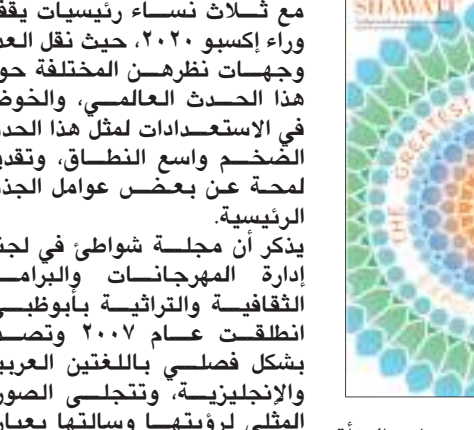 مع ثلاث نساء رئيسيات يقف
وراء إكسبو ٢٠٢٠، حيث نقل العد
وجهات نظرهن المختلفة حو
هذا الحدث العالمي، والخوض
في الاستعدادات لمثل هذا الحد
الضخم واسع النطاق، وتقدي
لمحة عن بعض عوامل الجذ
الرئيسية.
يذكر أن مجلة شواطئ في لجن
إدارة المهرجانات والبرام
الثقافية والتراثية بأبوظبي
انطلقت عام ٢٠٠٧ وتصد
بشكل فصلي باللغتين العربي
والإنجليزية، وتتجلى الصور
المثلى لرؤيتها وسالتها بعبار
SHAWATI
THE GREATEST